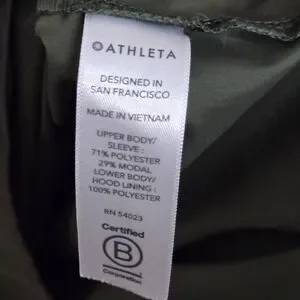 ATHLETA
DESIGNED IN
SAN FRANCISCO
MADE IN VIETNAM
UPPER BODY/
SLEEVE :
71% POLYESTER
29% MODAL
LOWER BODY/
HOOD LINING :
100% POLYESTER
RN 54023
Certified
B
Corporation